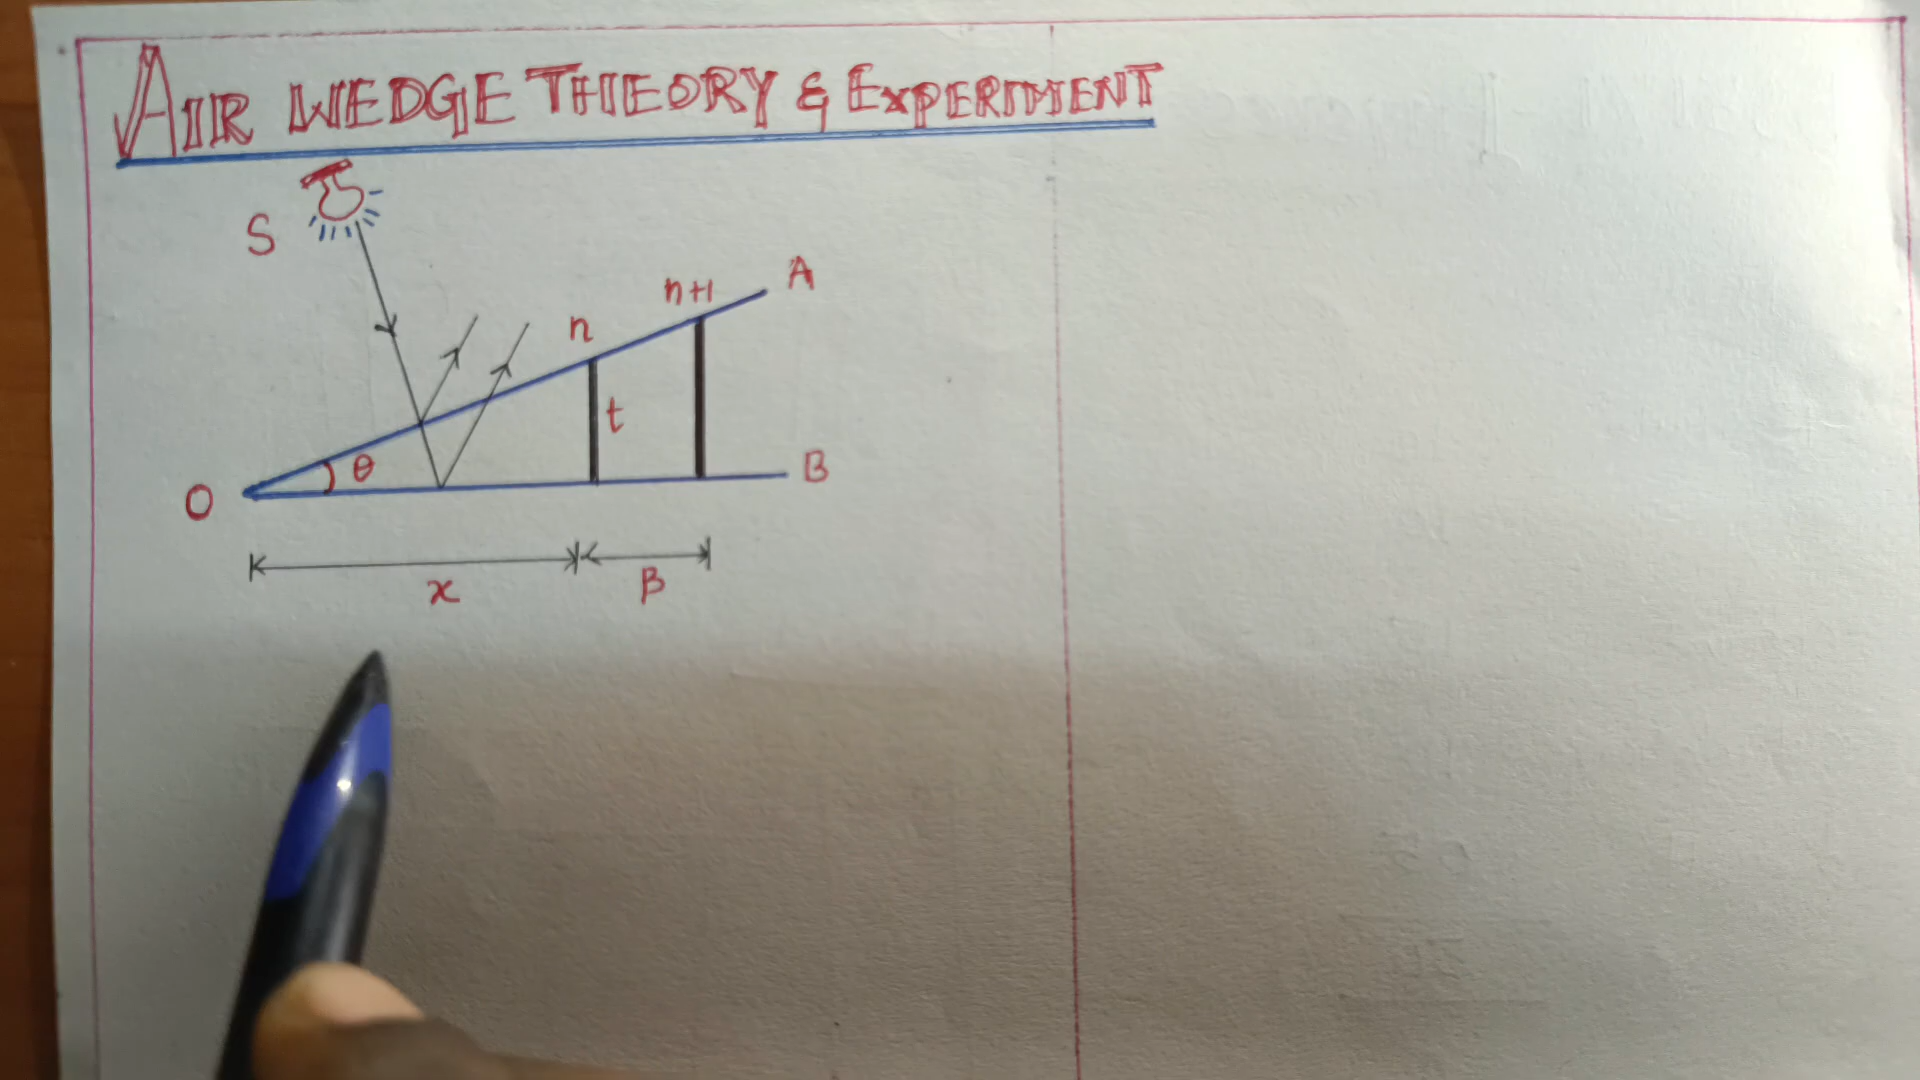 AIR WEDGE THEORY & EXPERIMENT
S
n+1 A
n
t
θ
O B
x β